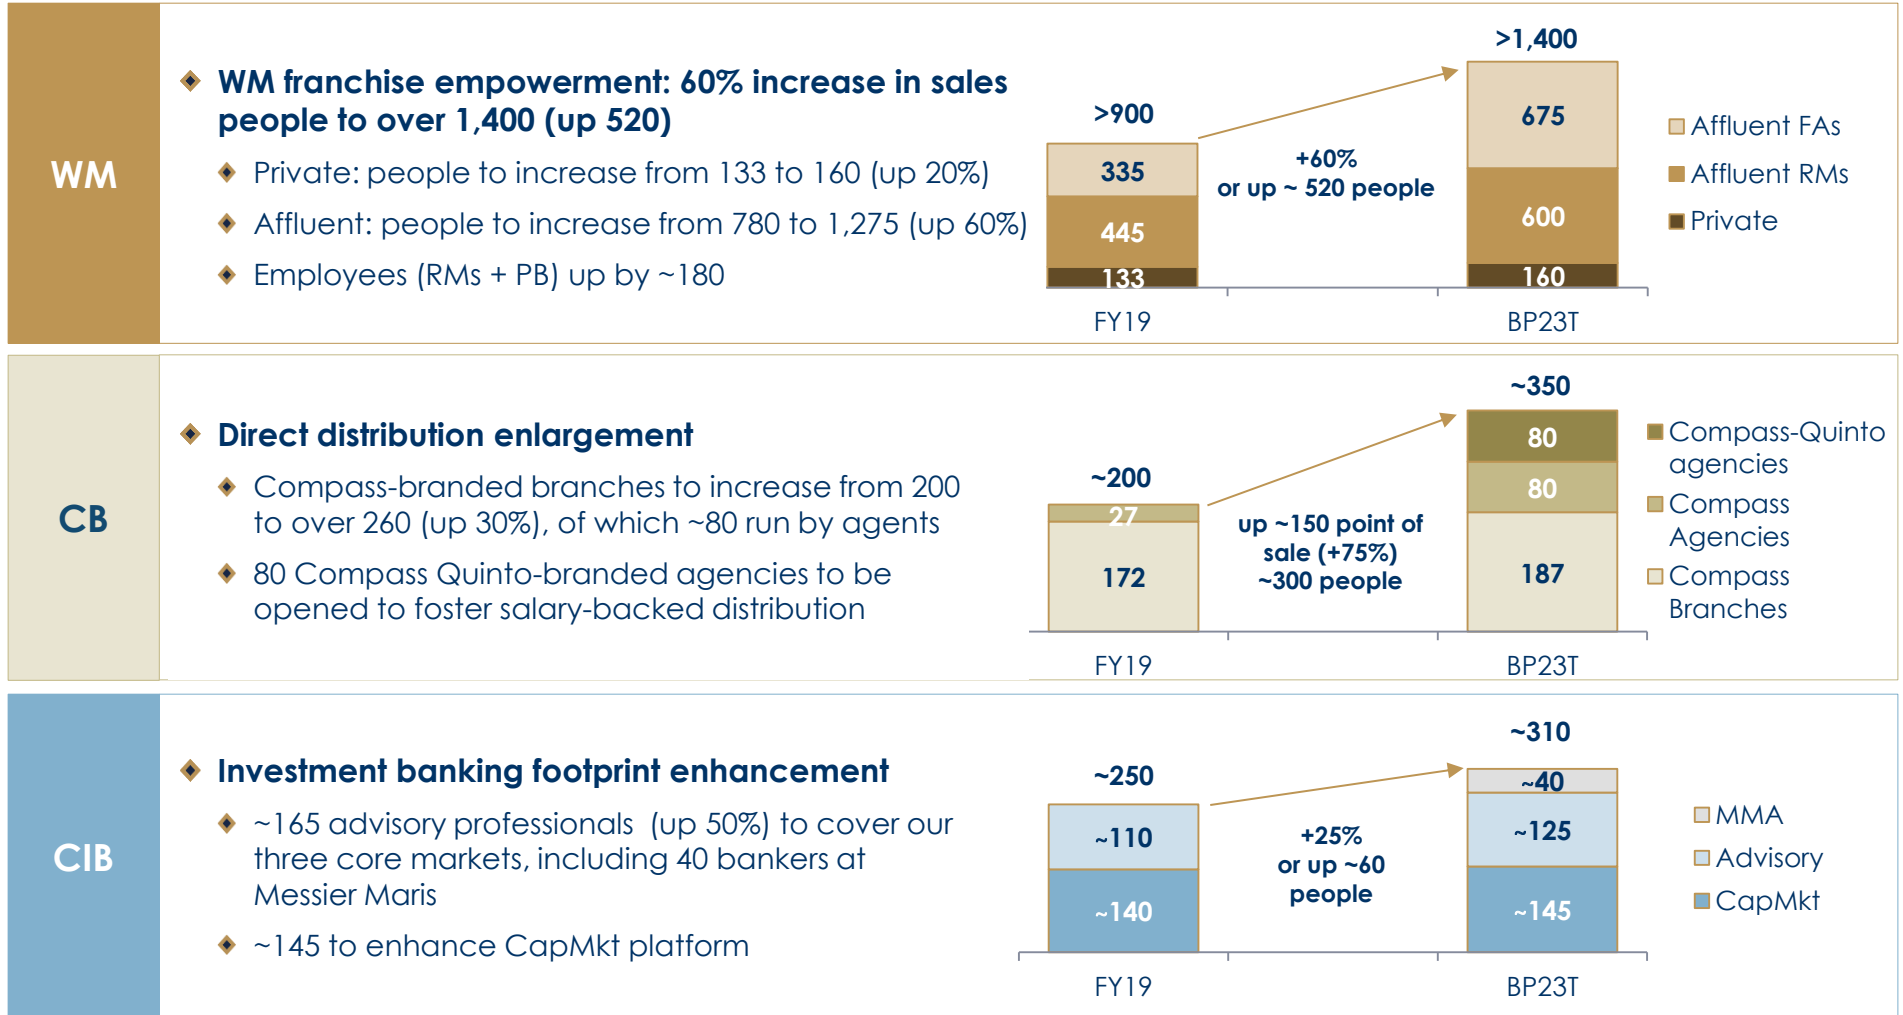 WM
WM franchise empowerment: 60% increase in sales
people to over 1,400 (up 520)
Private: people to increase from 133 to 160 (up 20%)
Affluent: people to increase from 780 to 1,275 (up 60%)
Employees (RMs + PB) up by ~180
>900
335
445
133
FY19
+60%
or up ~ 520 people
>1,400
675
600
160
BP23T
Affluent FAs
Affluent RMs
Private
CB
Direct distribution enlargement
Compass-branded branches to increase from 200
to over 260 (up 30%), of which ~80 run by agents
80 Compass Quinto-branded agencies to be
opened to foster salary-backed distribution
~200
27
172
FY19
up ~150 point of
sale (+75%)
~300 people
~350
80
80
187
BP23T
Compass-Quinto
agencies
Compass
Agencies
Compass
Branches
CIB
Investment banking footprint enhancement
~165 advisory professionals (up 50%) to cover our
three core markets, including 40 bankers at
Messier Maris
~145 to enhance CapMkt platform
~250
~110
~140
FY19
+25%
or up ~60
people
~310
~40
~125
~145
BP23T
MMA
Advisory
CapMkt